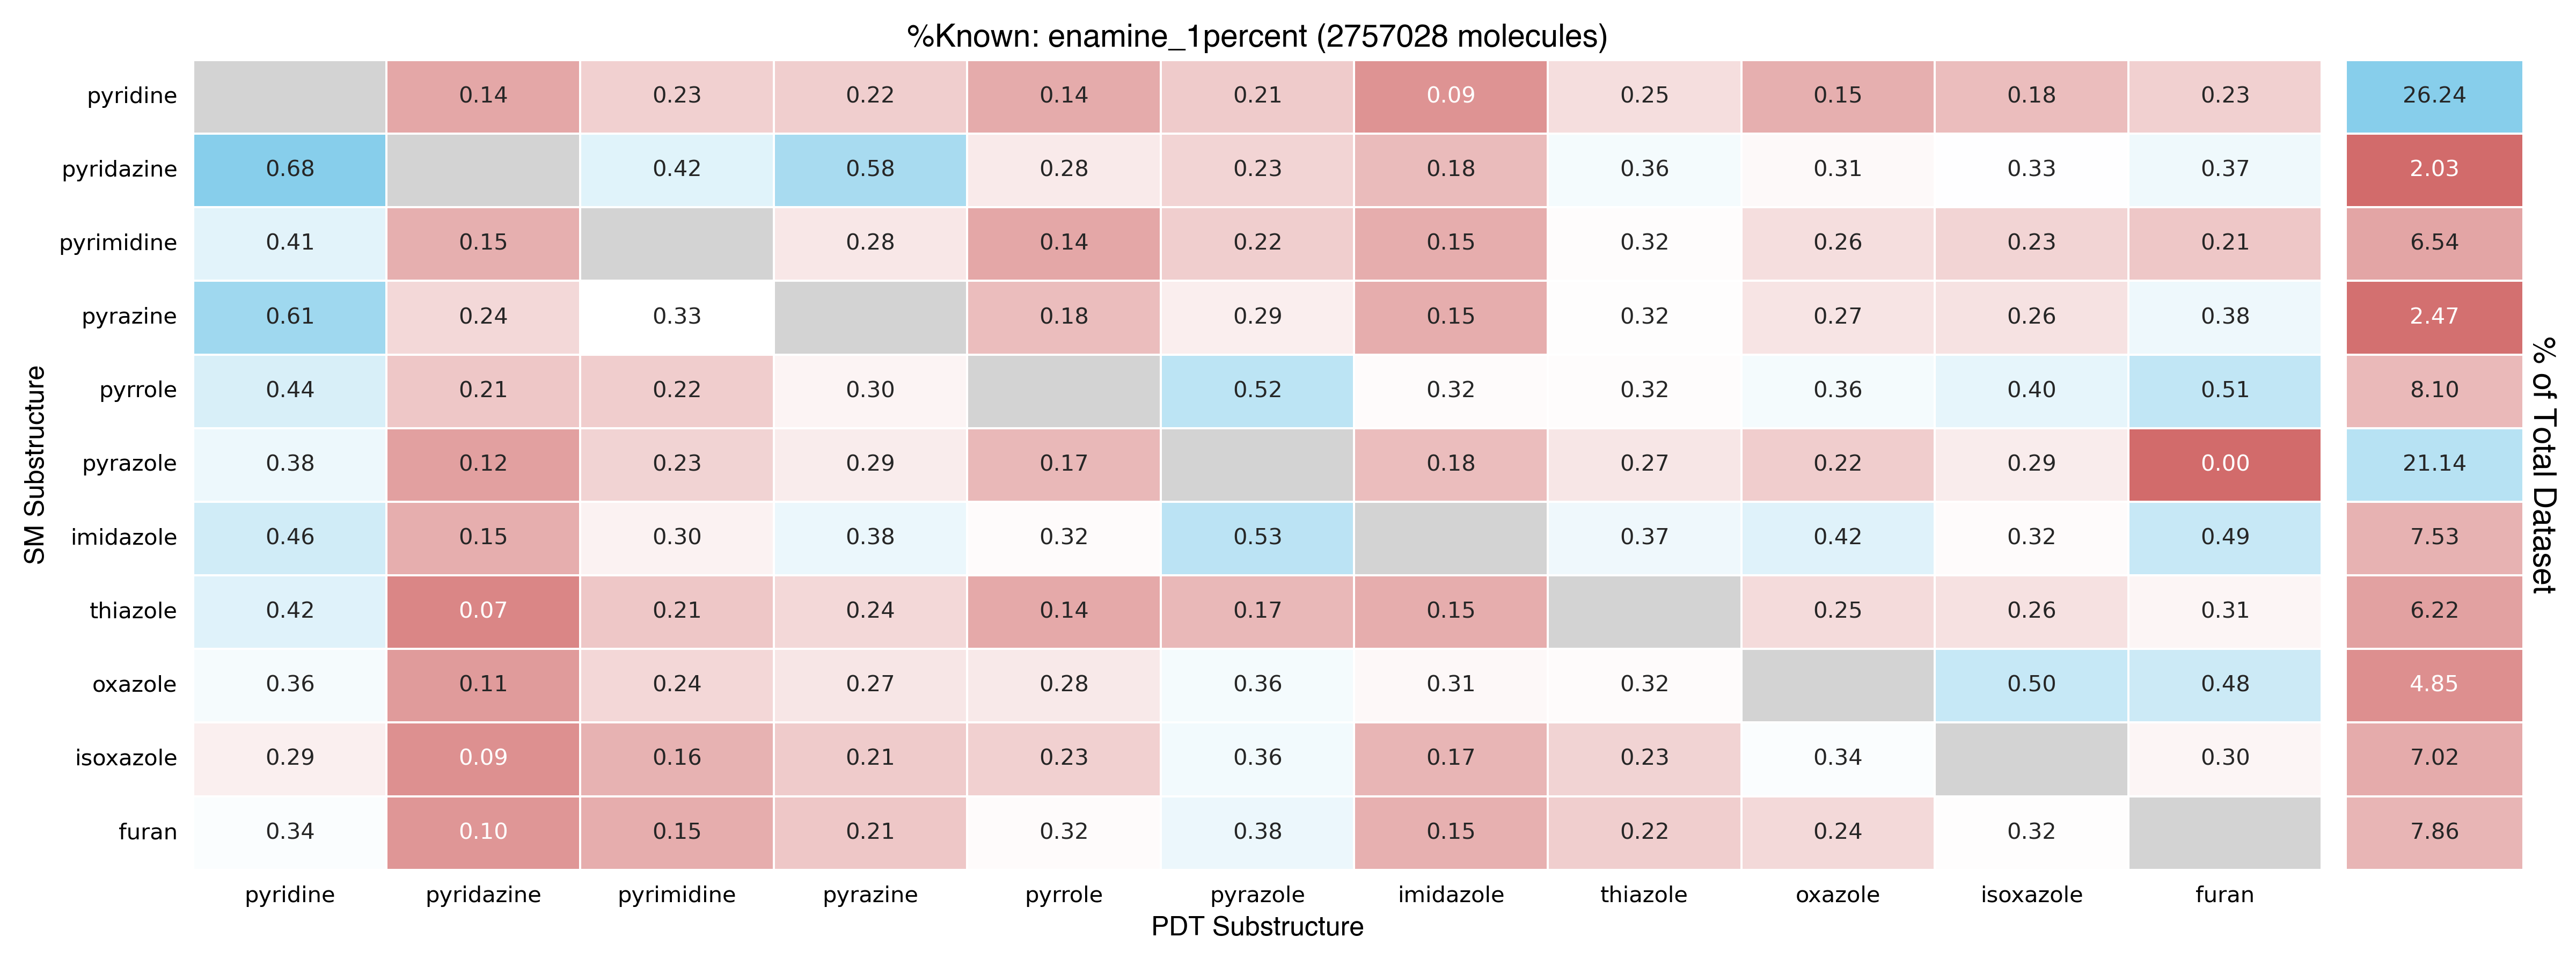 %Known: enamine_1percent (2757028 molecules)
pyridine 0.14 0.23 0.22 0.14 0.21 0.09 0.25 0.15 0.18 0.23 26.24
pyridazine 0.68 0.42 0.58 0.28 0.23 0.18 0.36 0.31 0.33 0.37 2.03
pyrimidine 0.41 0.15 0.28 0.14 0.22 0.15 0.32 0.26 0.23 0.21 6.54
pyrazine 0.61 0.24 0.33 0.18 0.29 0.15 0.32 0.27 0.26 0.38 2.47
pyrrole 0.44 0.21 0.22 0.30 0.52 0.32 0.32 0.36 0.40 0.51 8.10
pyrazole 0.38 0.12 0.23 0.29 0.17 0.18 0.27 0.22 0.29 0.00 21.14
imidazole 0.46 0.15 0.30 0.38 0.32 0.53 0.37 0.42 0.32 0.49 7.53
thiazole 0.42 0.07 0.21 0.24 0.14 0.17 0.15 0.25 0.26 0.31 6.22
oxazole 0.36 0.11 0.24 0.27 0.28 0.36 0.31 0.32 0.50 0.48 4.85
isoxazole 0.29 0.09 0.16 0.21 0.23 0.36 0.17 0.23 0.34 0.30 7.02
furan 0.34 0.10 0.15 0.21 0.32 0.38 0.15 0.22 0.24 0.32 7.86
pyridine pyridazine pyrimidine pyrazine pyrrole pyrazole imidazole thiazole oxazole isoxazole furan
PDT Substructure
SM Substructure
% of Total Dataset